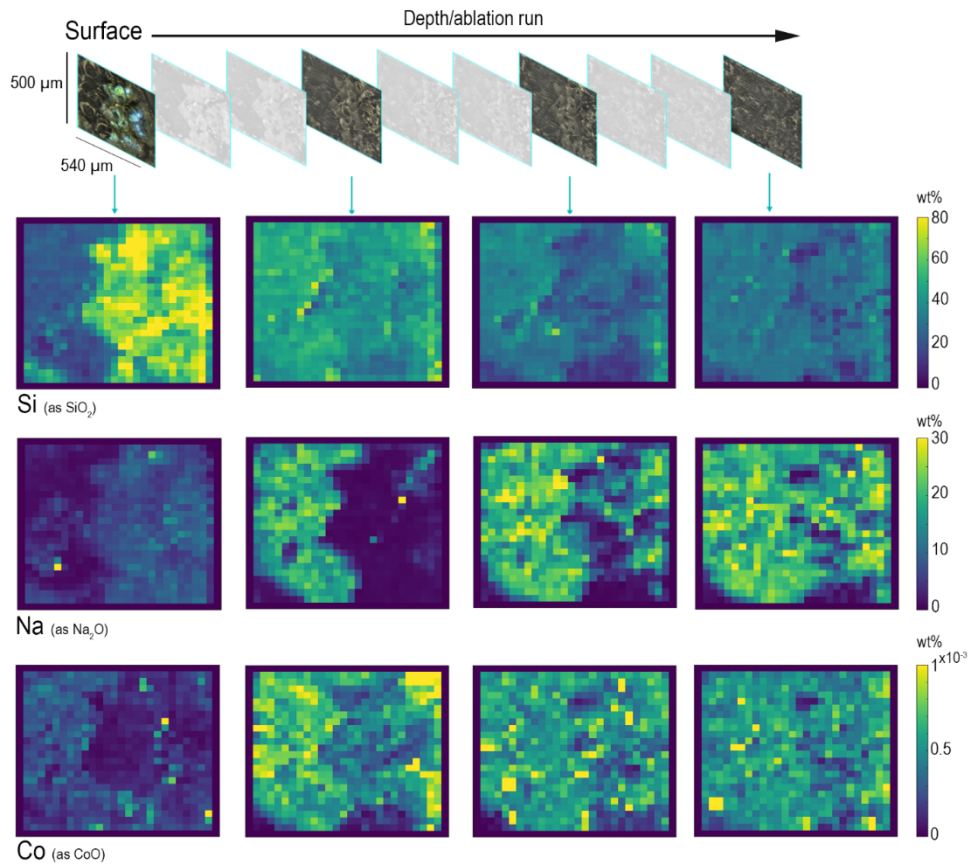 Depth/ablation run
Surface
500 µm
540 µm
wt%
80
60
40
20
0
Si (as SiO₂)
wt%
30
20
10
0
Na (as Na₂O)
wt%
1x10⁻³
0.5
0
Co (as CoO)